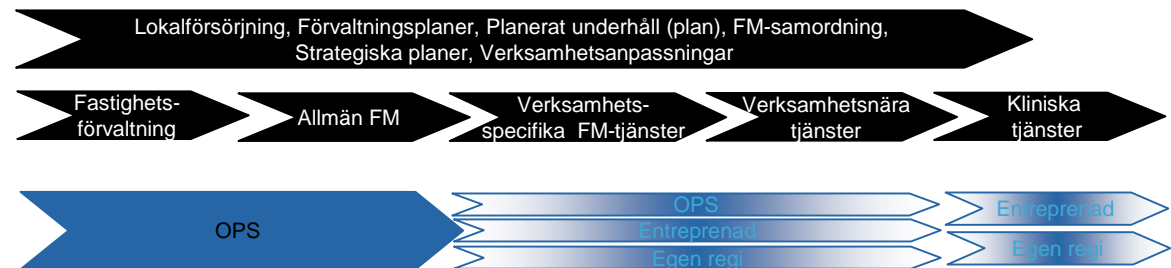 Lokalförsörjning, Förvaltningsplaner, Planerat underhåll (plan), FM-samordning,
Strategiska planer, Verksamhetsanpassningar
Fastighets-
förvaltning
Allmän FM
Verksamhets-
specifika FM-tjänster
Verksamhetsnära
tjänster
Kliniska
tjänster
OPS
OPS
Entreprenad
Egen regi
Entreprenad
Egen regi